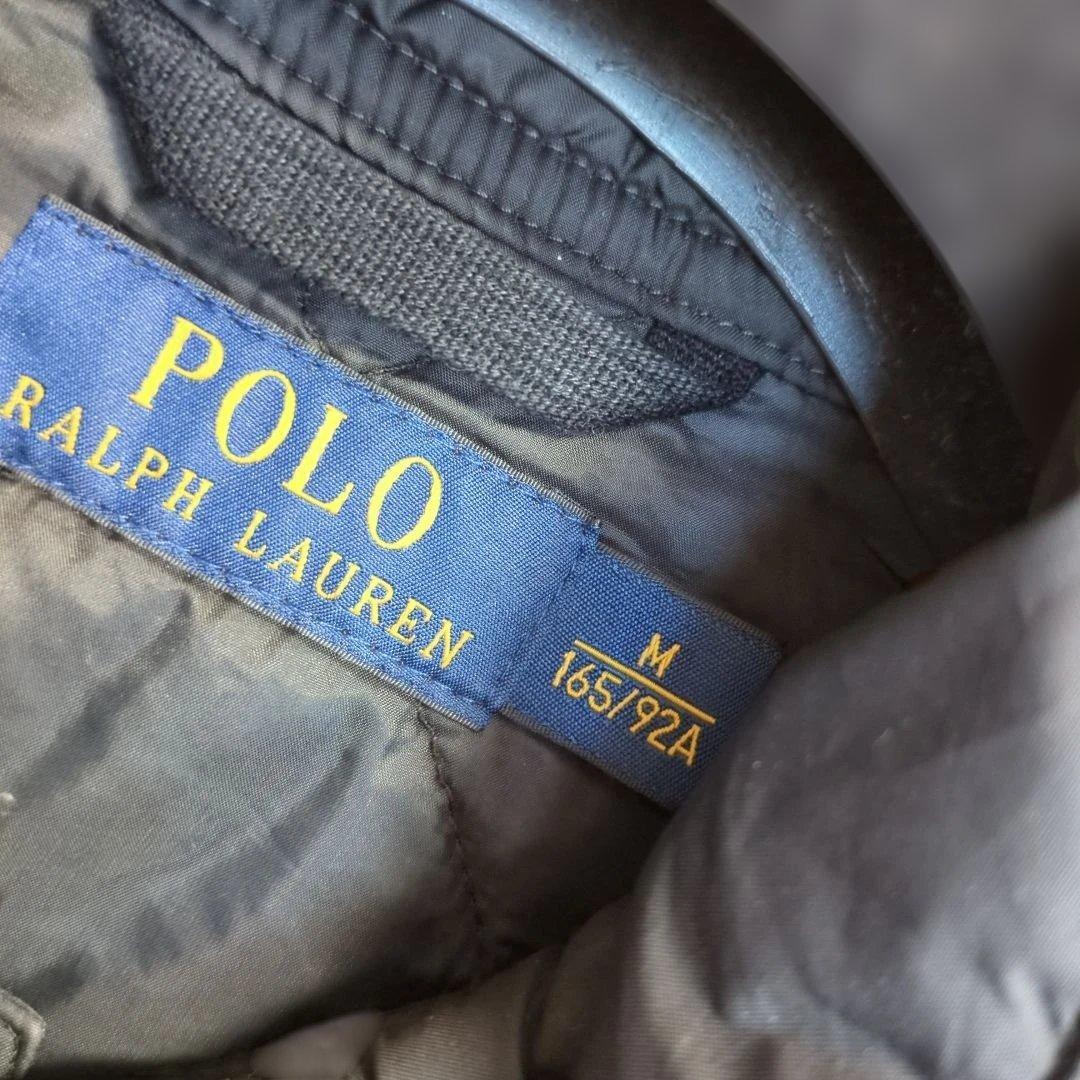 POLO
RALPH LAUREN
M
165/92A